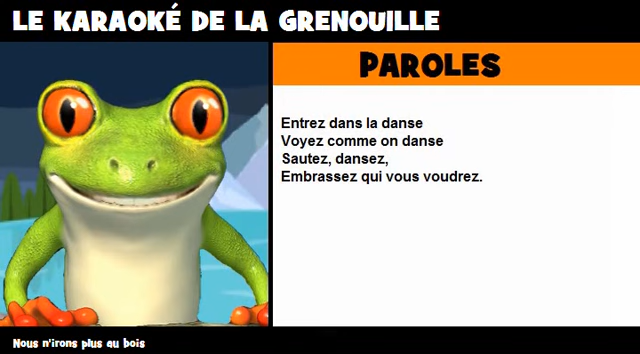 LE KARAOKÉ DE LA GRENOUILLE
PAROLES
Entrez dans la danse
Voyez comme on danse
Sautez, dansez,
Embrassez qui vous voudrez.
Nous n'irons plus au bois